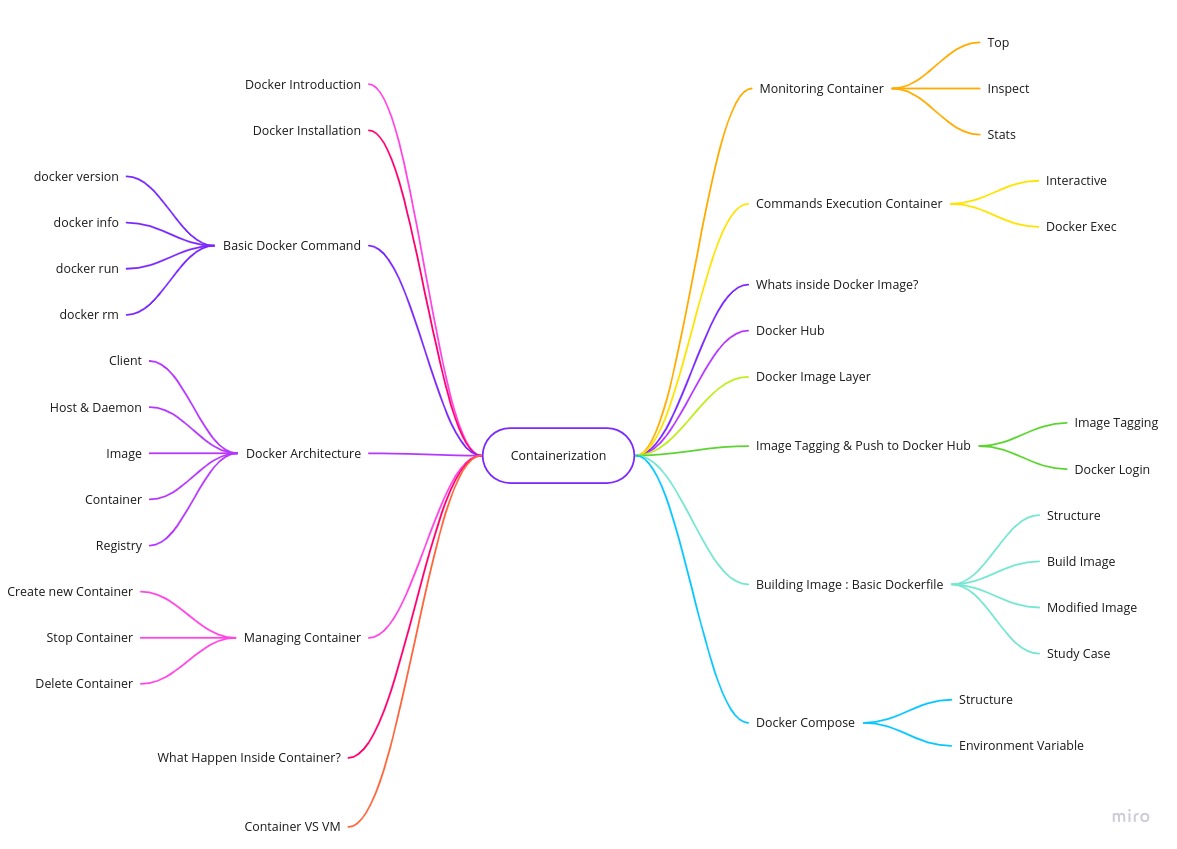 Containerization
Docker Introduction
Docker Installation
Basic Docker Command
docker version
docker info
docker run
docker rm
Docker Architecture
Client
Host & Daemon
Image
Container
Registry
Managing Container
Create new Container
Stop Container
Delete Container
What Happen Inside Container?
Container VS VM
Monitoring Container
Top
Inspect
Stats
Commands Execution Container
Interactive
Docker Exec
Whats inside Docker Image?
Docker Hub
Docker Image Layer
Image Tagging & Push to Docker Hub
Image Tagging
Docker Login
Building Image : Basic Dockerfile
Structure
Build Image
Modified Image
Study Case
Docker Compose
Structure
Environment Variable
miro